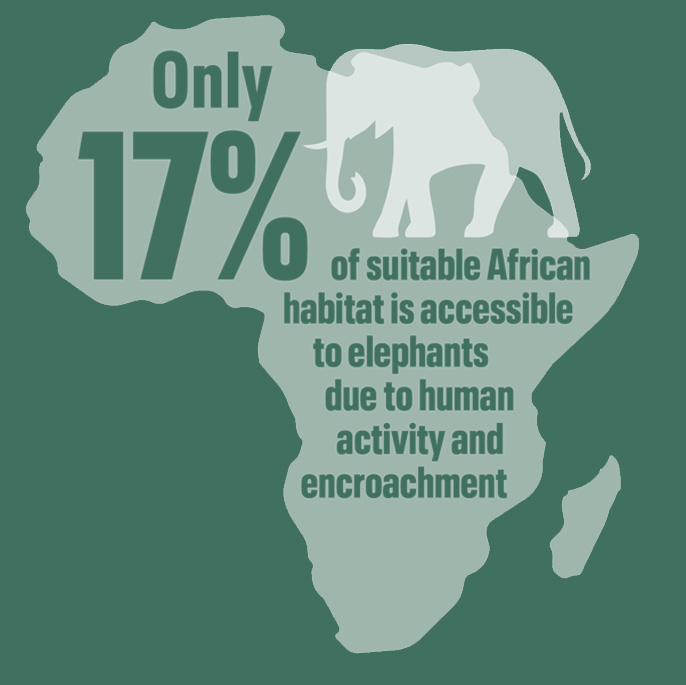 Only
17%
of suitable African
habitat is accessible
to elephants
due to human
activity and
encroachment